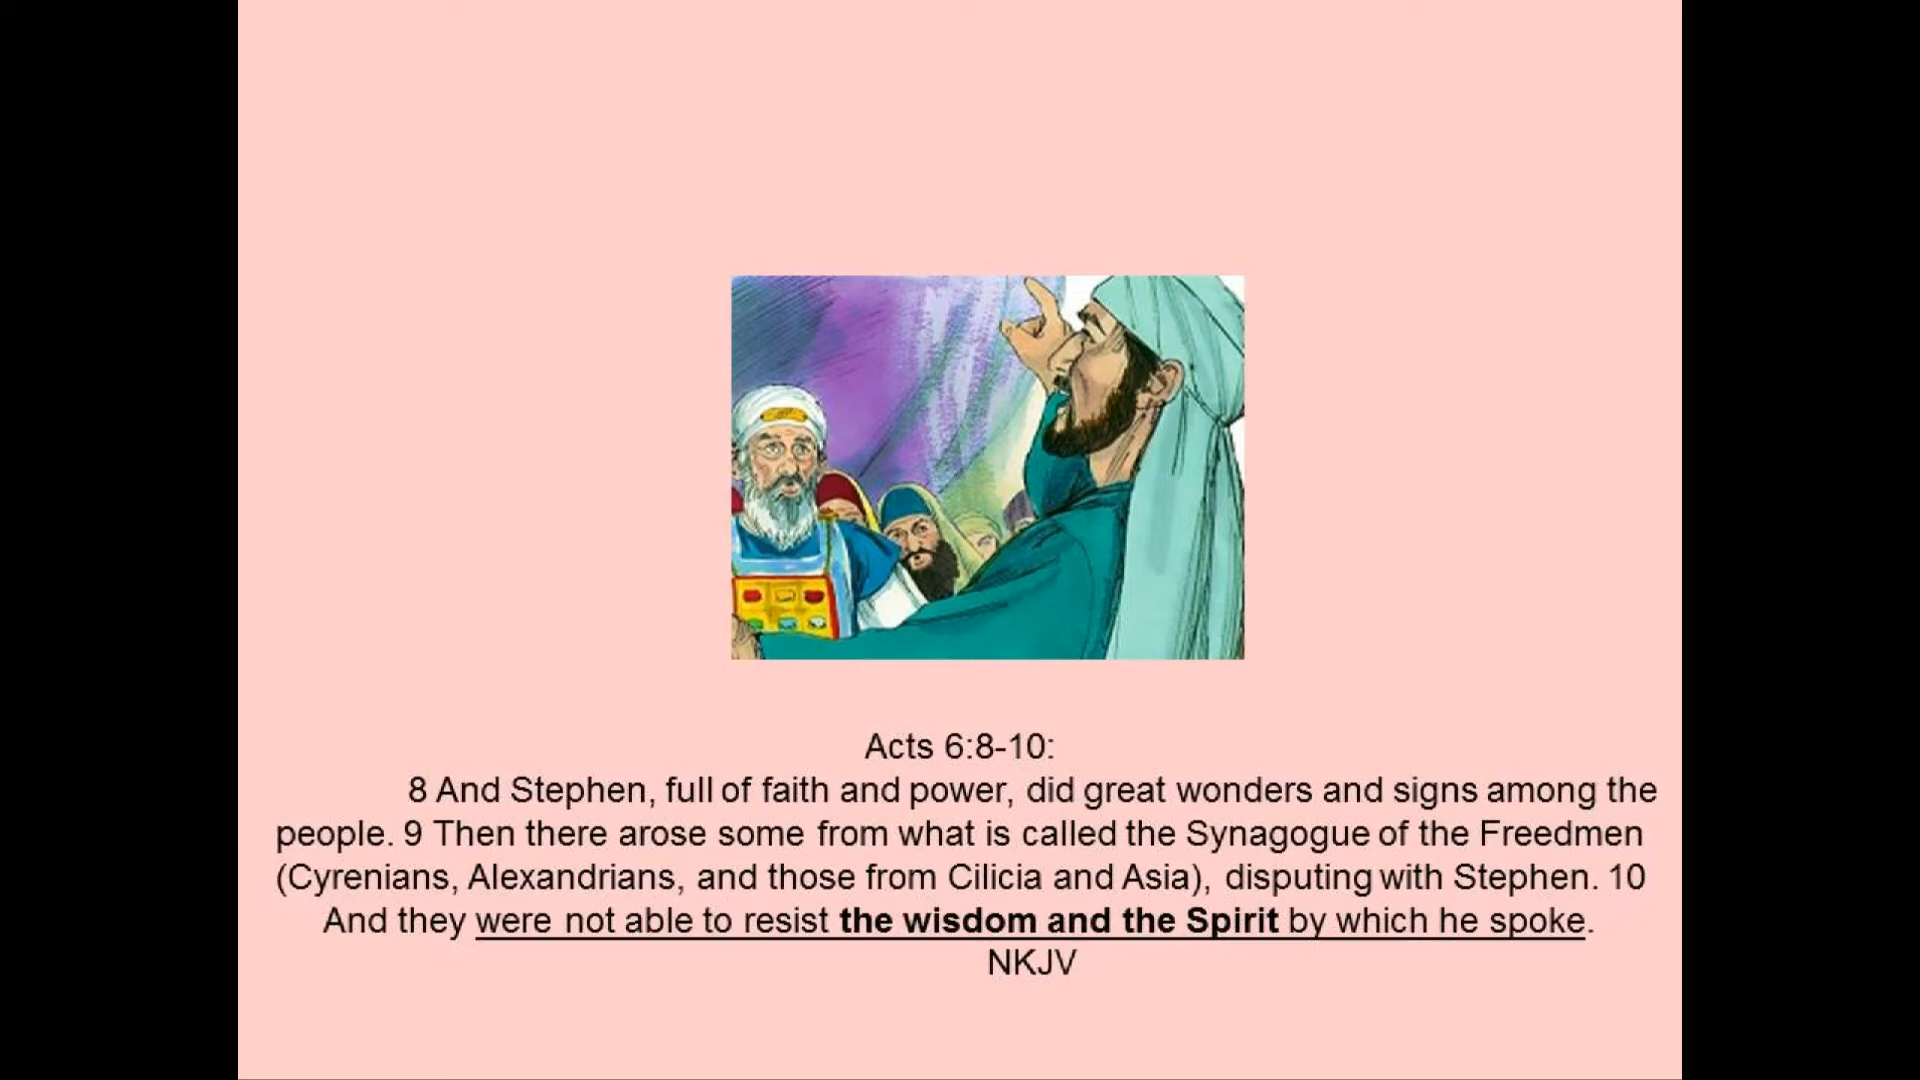 Acts 6:8-10:
8 And Stephen, full of faith and power, did great wonders and signs among the
people. 9 Then there arose some from what is called the Synagogue of the Freedmen
(Cyrenians, Alexandrians, and those from Cilicia and Asia), disputing with Stephen. 10
And they were not able to resist the wisdom and the Spirit by which he spoke.
NKJV